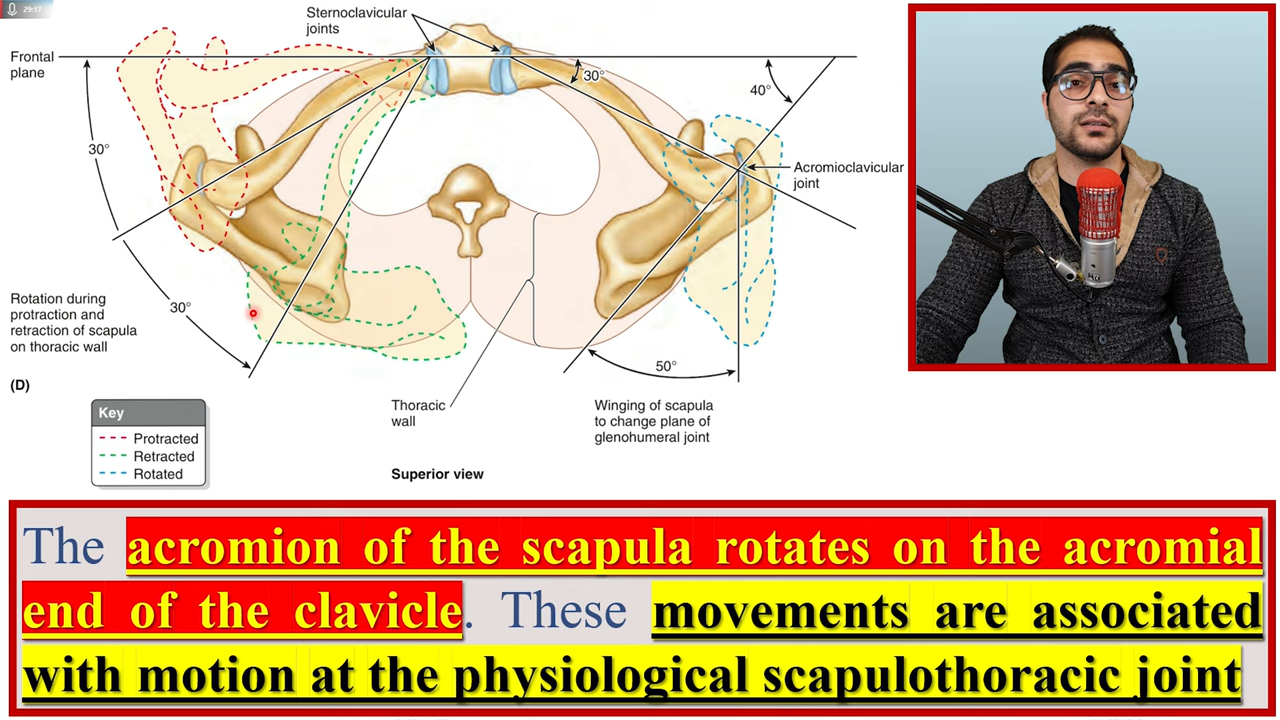 29:17
Sternoclavicular
joints
Frontal
plane
30°
40°
30°
Acromioclavicular
joint
Rotation during
protraction and
retraction of scapula
on thoracic wall
30°
50°
(D)
Key
Protracted
Retracted
Rotated
Thoracic
wall
Winging of scapula
to change plane of
glenohumeral joint
Superior view
The acromion of the scapula rotates on the acromial
end of the clavicle. These movements are associated
with motion at the physiological scapulothoracic joint